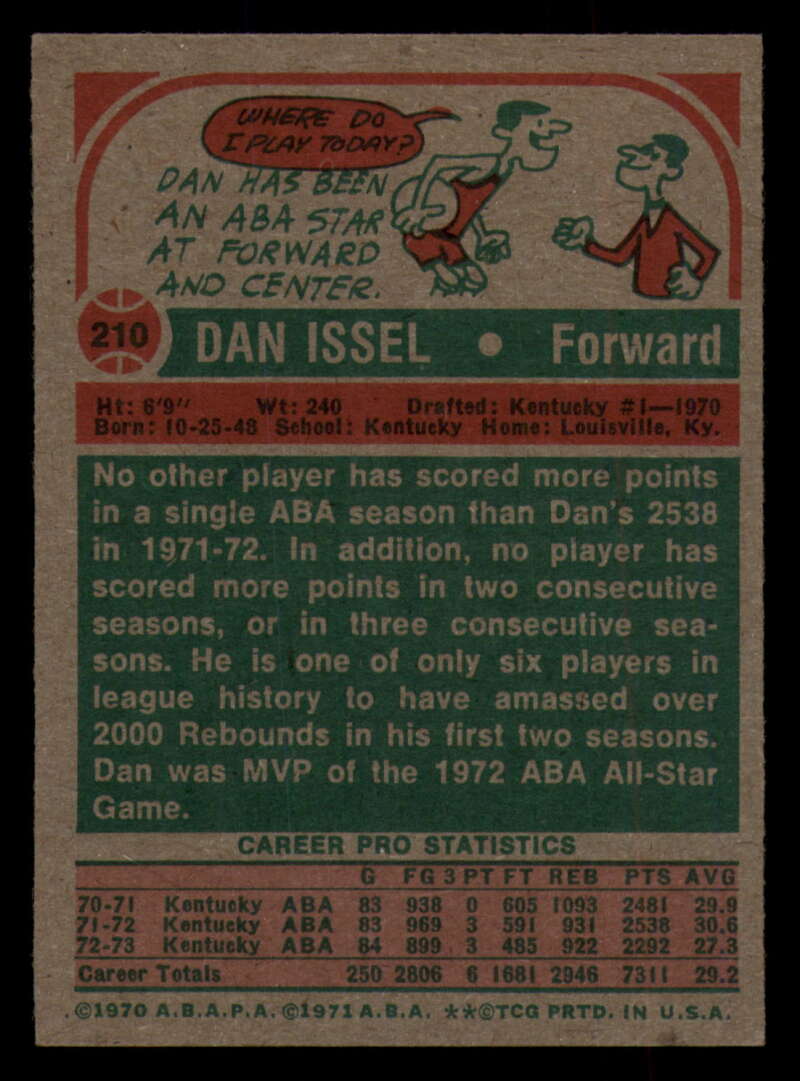 WHERE DO
I PLAY TODAY?
DAN HAS BEEN
AN ABA STAR
AT FORWARD
AND CENTER.
210 DAN ISSEL • Forward
Ht: 6'9" Wt: 240 Drafted: Kentucky #1—1970
Born: 10-25-48 School: Kentucky Home: Louisville, Ky.
No other player has scored more points
in a single ABA season than Dan's 2538
in 1971-72. In addition, no player has
scored more points in two consecutive
seasons, or in three consecutive sea-
sons. He is one of only six players in
league history to have amassed over
2000 Rebounds in his first two seasons.
Dan was MVP of the 1972 ABA All-Star
Game.
CAREER PRO STATISTICS
G FG 3 PT FT REB PTS AVG
70-71 Kentucky ABA 83 938 0 605 1093 2481 29.9
71-72 Kentucky ABA 83 969 3 591 931 2538 30.6
72-73 Kentucky ABA 84 899 3 485 922 2292 27.3
Career Totals 250 2806 6 1681 2946 7311 29.2
.©1970 A.B.A.P.A. ©1971 A.B.A. **©TCG PRTD. IN U.S.A.